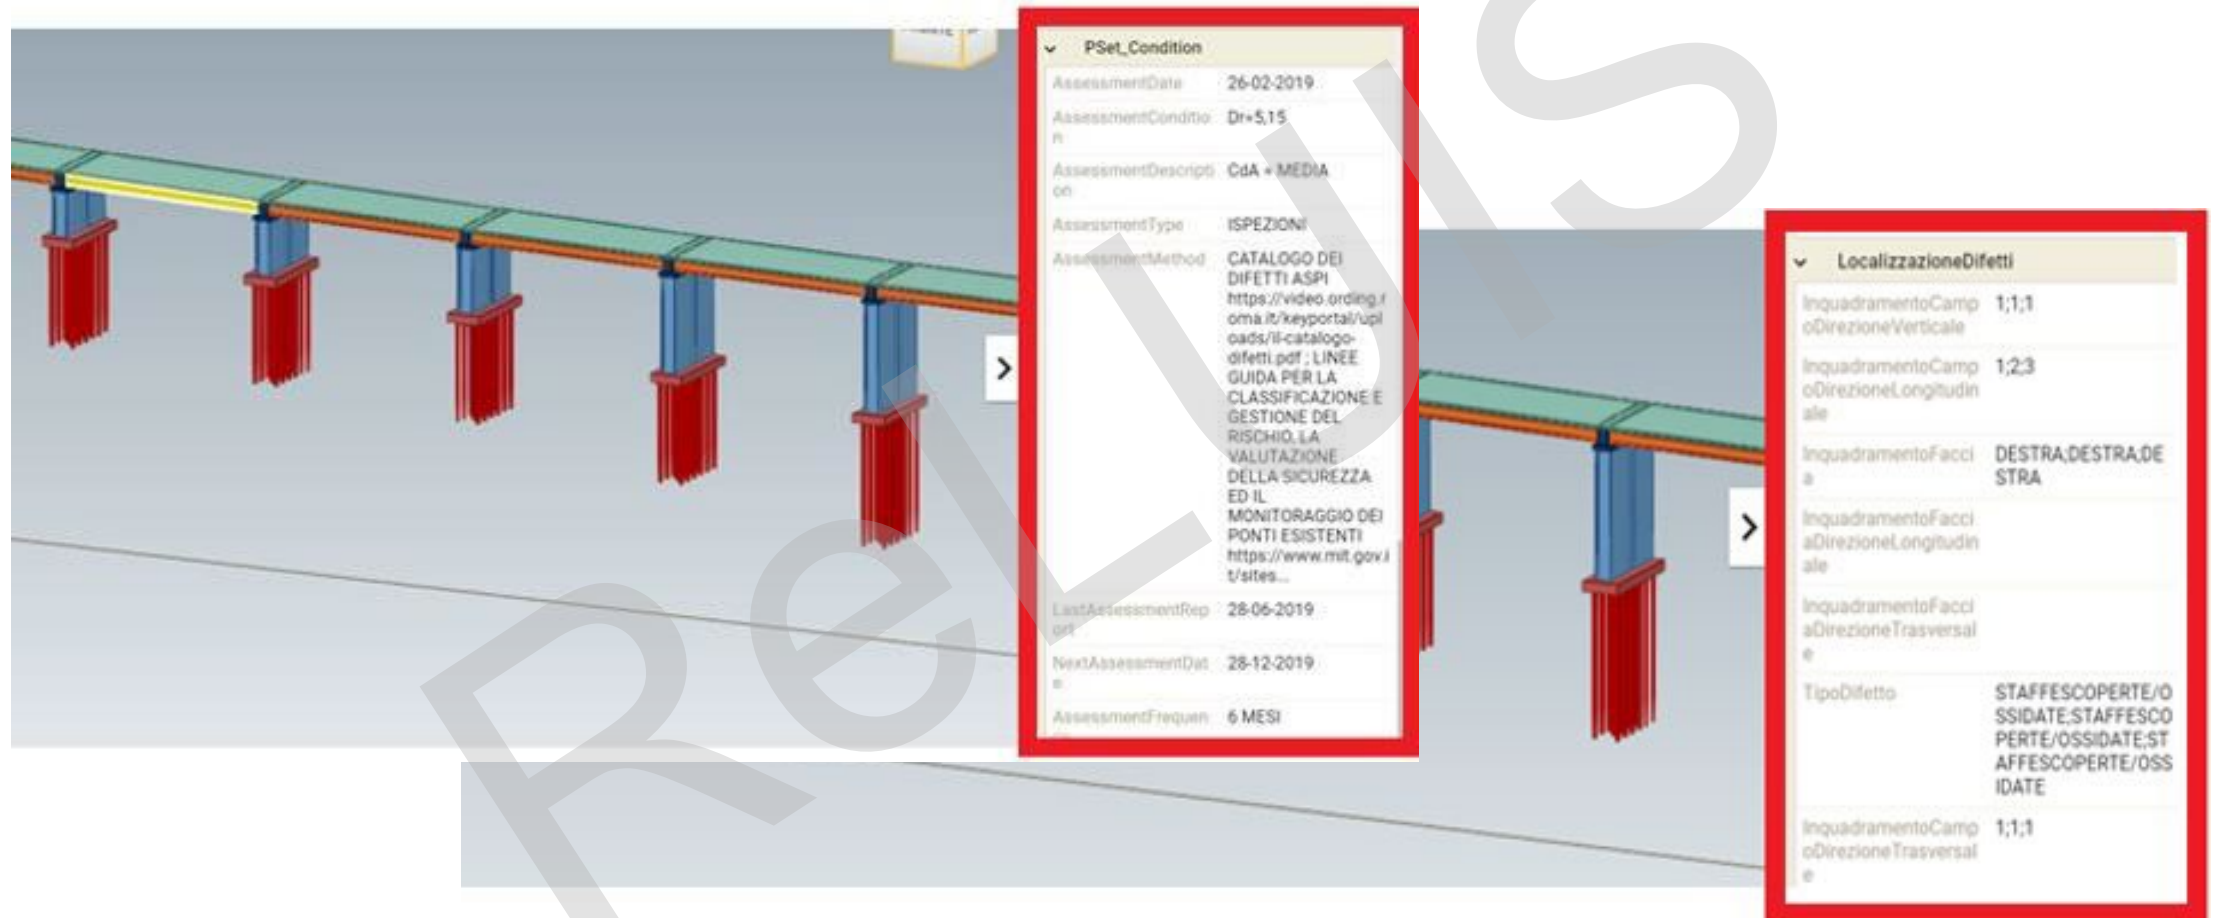 PSet_Condition
AssessmentDate 26-02-2019
AssessmentConditio Dr=5,15
n
AssessmentDescripti CdA = MEDIA
on
AssessmentType ISPEZIONI
AssessmentMethod CATALOGO DEI
DIFETTI ASPI
https://video.ording.r
oma.it/keyportal/upl
oads/il-catalogo-
difetti.pdf ; LINEE
GUIDA PER LA
CLASSIFICAZIONE E
GESTIONE DEL
RISCHIO, LA
VALUTAZIONE
DELLA SICUREZZA
ED IL
MONITORAGGIO DEI
PONTI ESISTENTI
https://www.mit.gov.i
t/sites...
LastAssessmentRep 28-06-2019
ort
NextAssessmentDat 28-12-2019
e
AssessmentFrequen 6 MESI
LocalizzazioneDifetti
InquadramentoCamp 1;1;1
oDirezioneVerticale
InquadramentoCamp 1;2;3
oDirezioneLongitudin
ale
InquadramentoFacci DESTRA;DESTRA;DE
a STRA
InquadramentoFacci
aDirezioneLongitudin
ale
InquadramentoFacci
aDirezioneTrasversal
e
TipoDifetto STAFFESCOPERTE/O
SSIDATE;STAFFESCO
PERTE/OSSIDATE;ST
AFFESCOPERTE/OSS
IDATE
InquadramentoCamp 1;1;1
oDirezioneTrasversal
e
ReLUIS